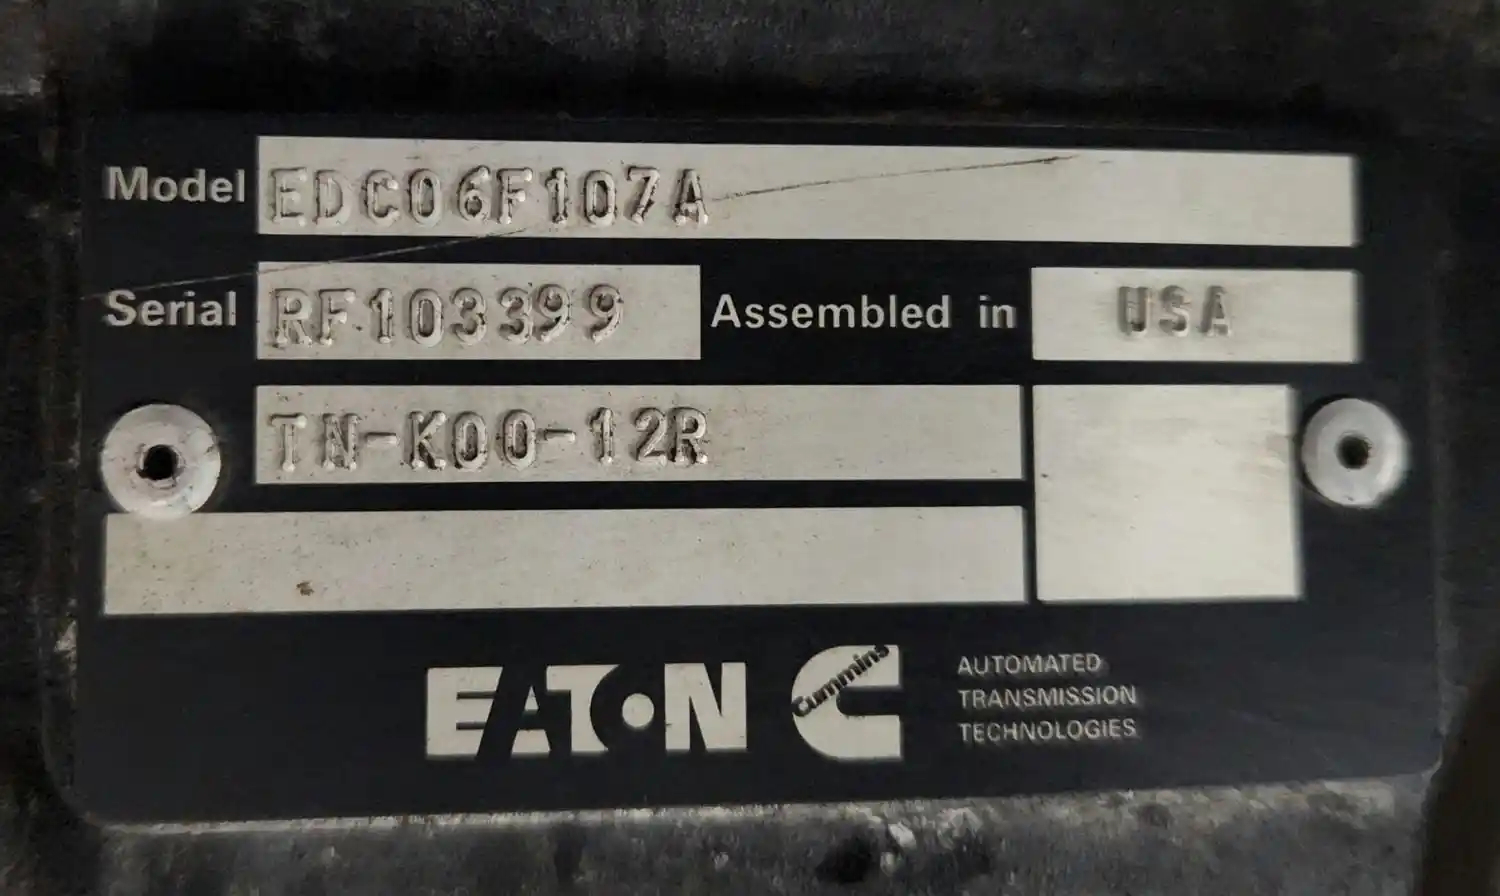 Model EDC06F107A
Serial RF103399 Assembled in USA
TN-K00-12R
EATON Cummins AUTOMATED
TRANSMISSION
TECHNOLOGIES